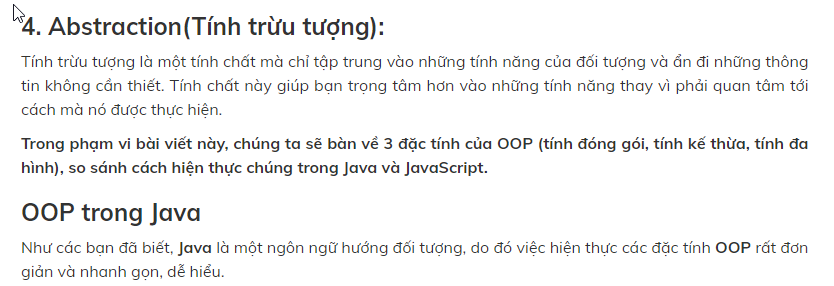 4. Abstraction(Tính trừu tượng):
Tính trừu tượng là một tính chất mà chỉ tập trung vào những tính năng của đối tượng và ẩn đi những thông
tin không cần thiết. Tính chất này giúp bạn trọng tâm hơn vào những tính năng thay vì phải quan tâm tới
cách mà nó được thực hiện.
Trong phạm vi bài viết này, chúng ta sẽ bàn về 3 đặc tính của OOP (tính đóng gói, tính kế thừa, tính đa
hình), so sánh cách hiện thực chúng trong Java và JavaScript.
OOP trong Java
Như các bạn đã biết, Java là một ngôn ngữ hướng đối tượng, do đó việc hiện thực các đặc tính OOP rất đơn
giản và nhanh gọn, dễ hiểu.